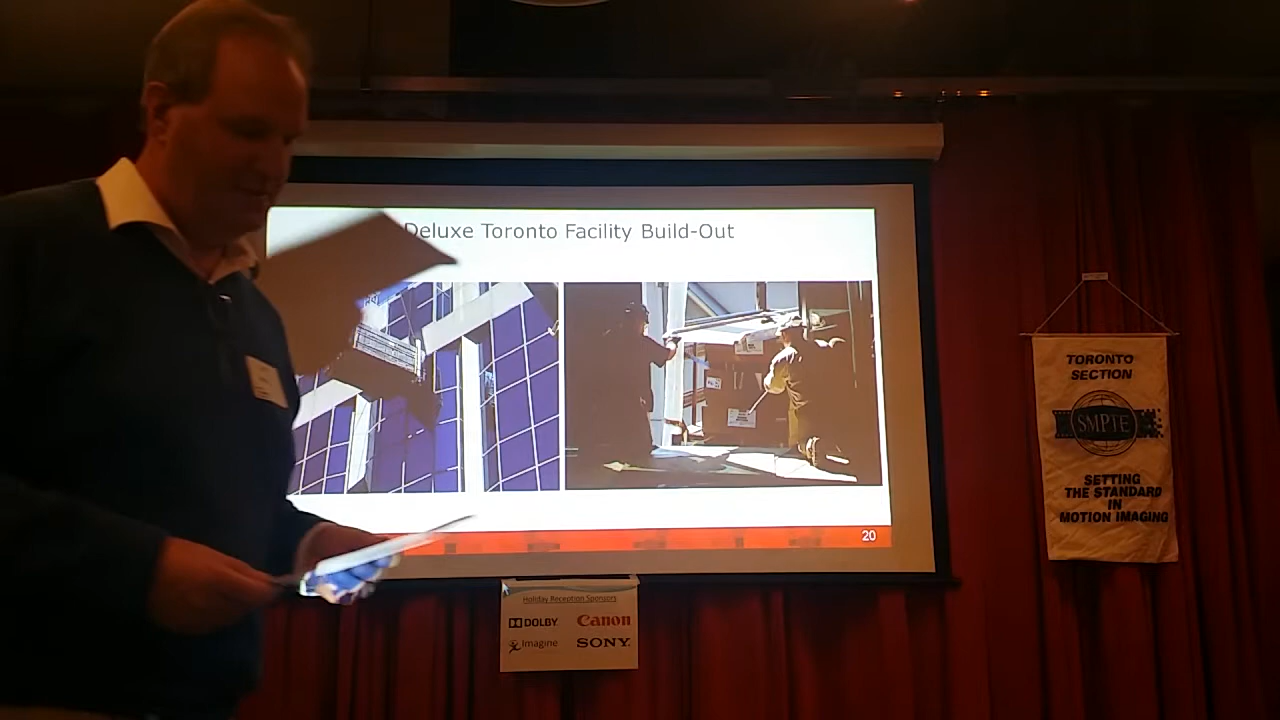 Deluxe Toronto Facility Build-Out
20
TORONTO
SECTION
SMPTE
SETTING
THE STANDARD
IN
MOTION IMAGING
Holiday Reception Sponsors
DOLBY Canon
Imagine SONY